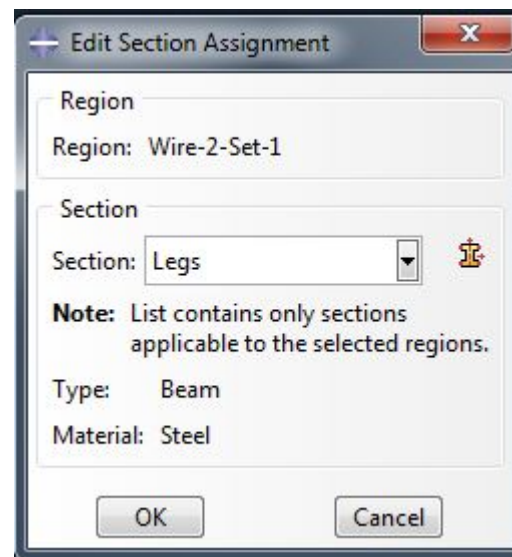 Edit Section Assignment
Region
Region: Wire-2-Set-1
Section
Section: Legs
Note: List contains only sections
applicable to the selected regions.
Type: Beam
Material: Steel
OK Cancel